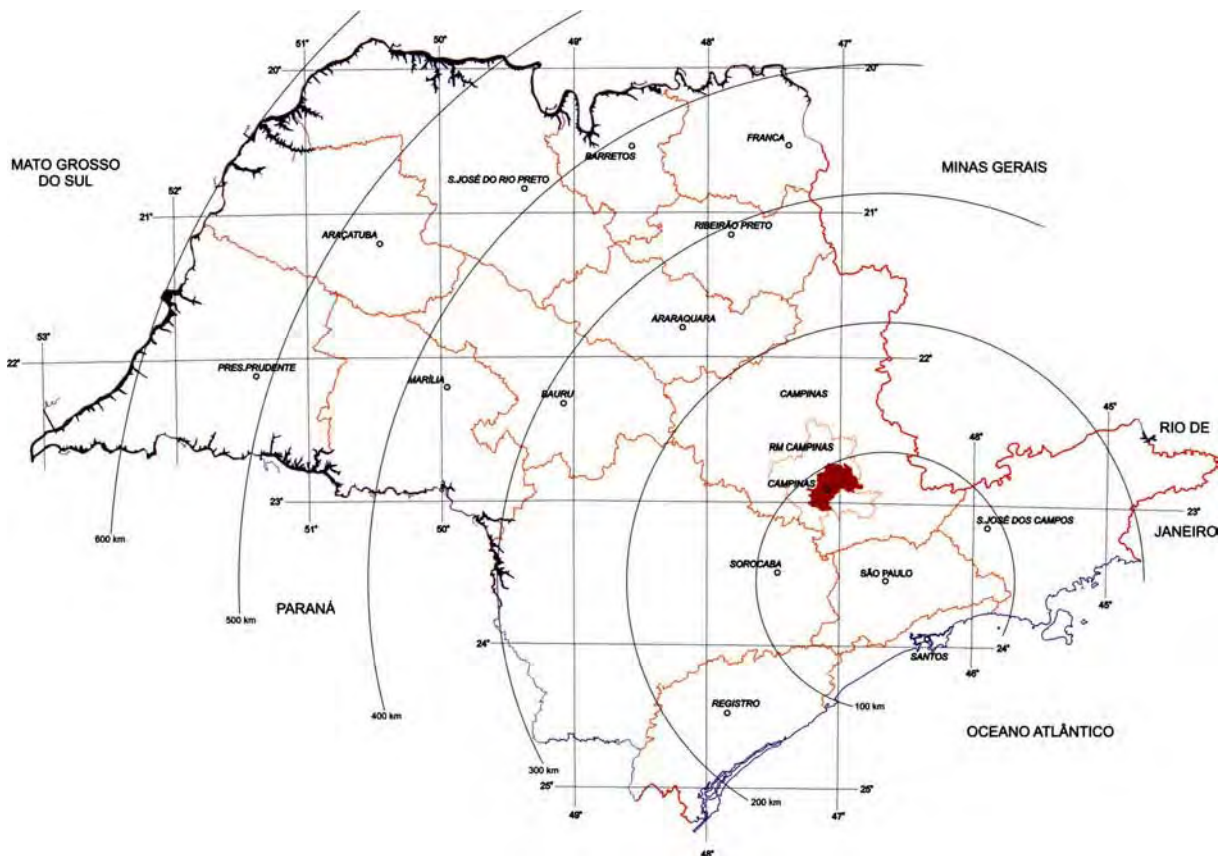 51°
50°
49°
48°
47°
20°
20°
FRANCA
BARRETOS
MATO GROSSO
DO SUL
MINAS GERAIS
S.JOSÉ DO RIO PRETO
52°
21°
21°
RIBEIRÃO PRETO
ARAÇATUBA
ARARAQUARA
53°
22°
22°
PRES.PRUDENTE
MARÍLIA
BAURU
CAMPINAS
45°
RIO DE
48°
RM CAMPINAS
CAMPINAS
23°
23°
51°
50°
S.JOSÉ DOS CAMPOS
JANEIRO
600 km
SOROCABA
SÃO PAULO
PARANÁ
500 km
45°
24°
24°
SANTOS
46°
REGISTRO
100 km
400 km
OCEANO ATLÂNTICO
300 km
25°
25°
200 km
49°
47°
48°